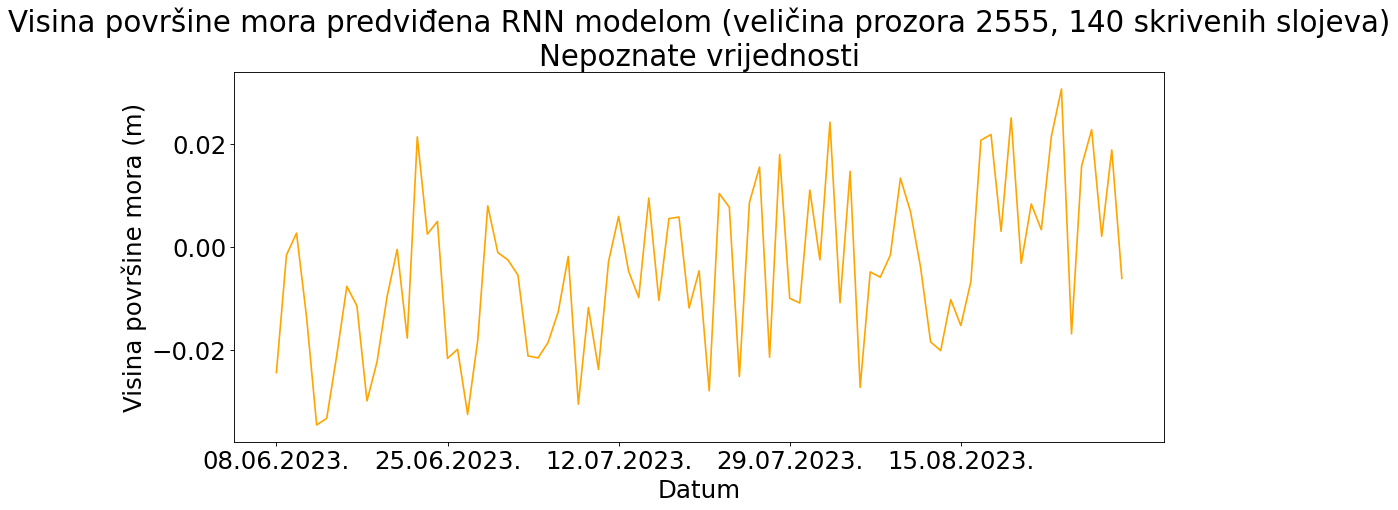 Visina površine mora predviđena RNN modelom (veličina prozora 2555, 140 skrivenih slojeva)
Nepoznate vrijednosti
Visina površine mora (m)
0.02
0.00
−0.02
08.06.2023. 25.06.2023. 12.07.2023. 29.07.2023. 15.08.2023.
Datum